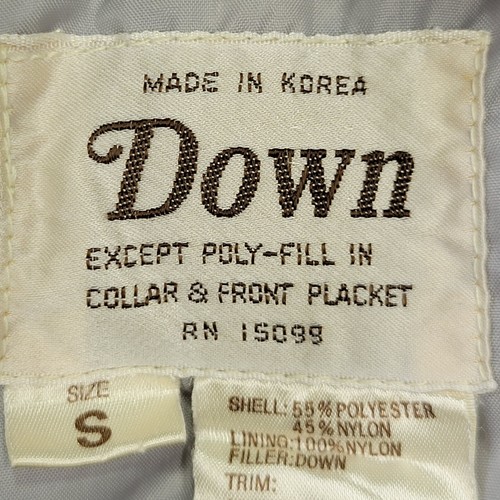 MADE IN KOREA
Down
EXCEPT POLY-FILL IN
COLLAR & FRONT PLACKET
RN 15099
SIZE
S
SHELL: 55% POLYESTER
45% NYLON
LINING: 100% NYLON
FILLER: DOWN
TRIM: